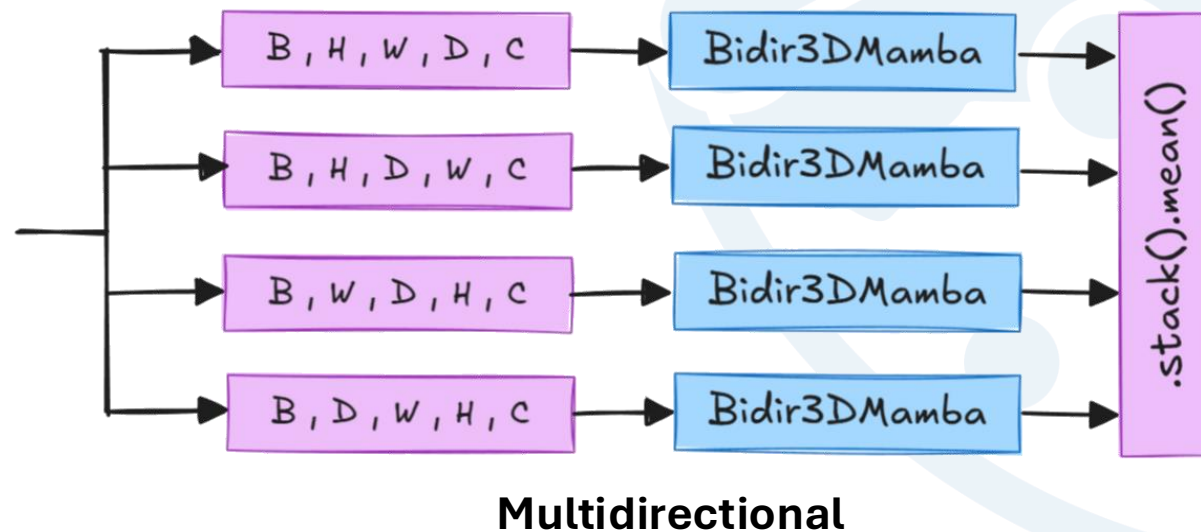 B, H, W, D, C
Bidir3DMamba
B, H, D, W, C
Bidir3DMamba
B, W, D, H, C
Bidir3DMamba
B, D, W, H, C
Bidir3DMamba
.stack().mean()
Multidirectional